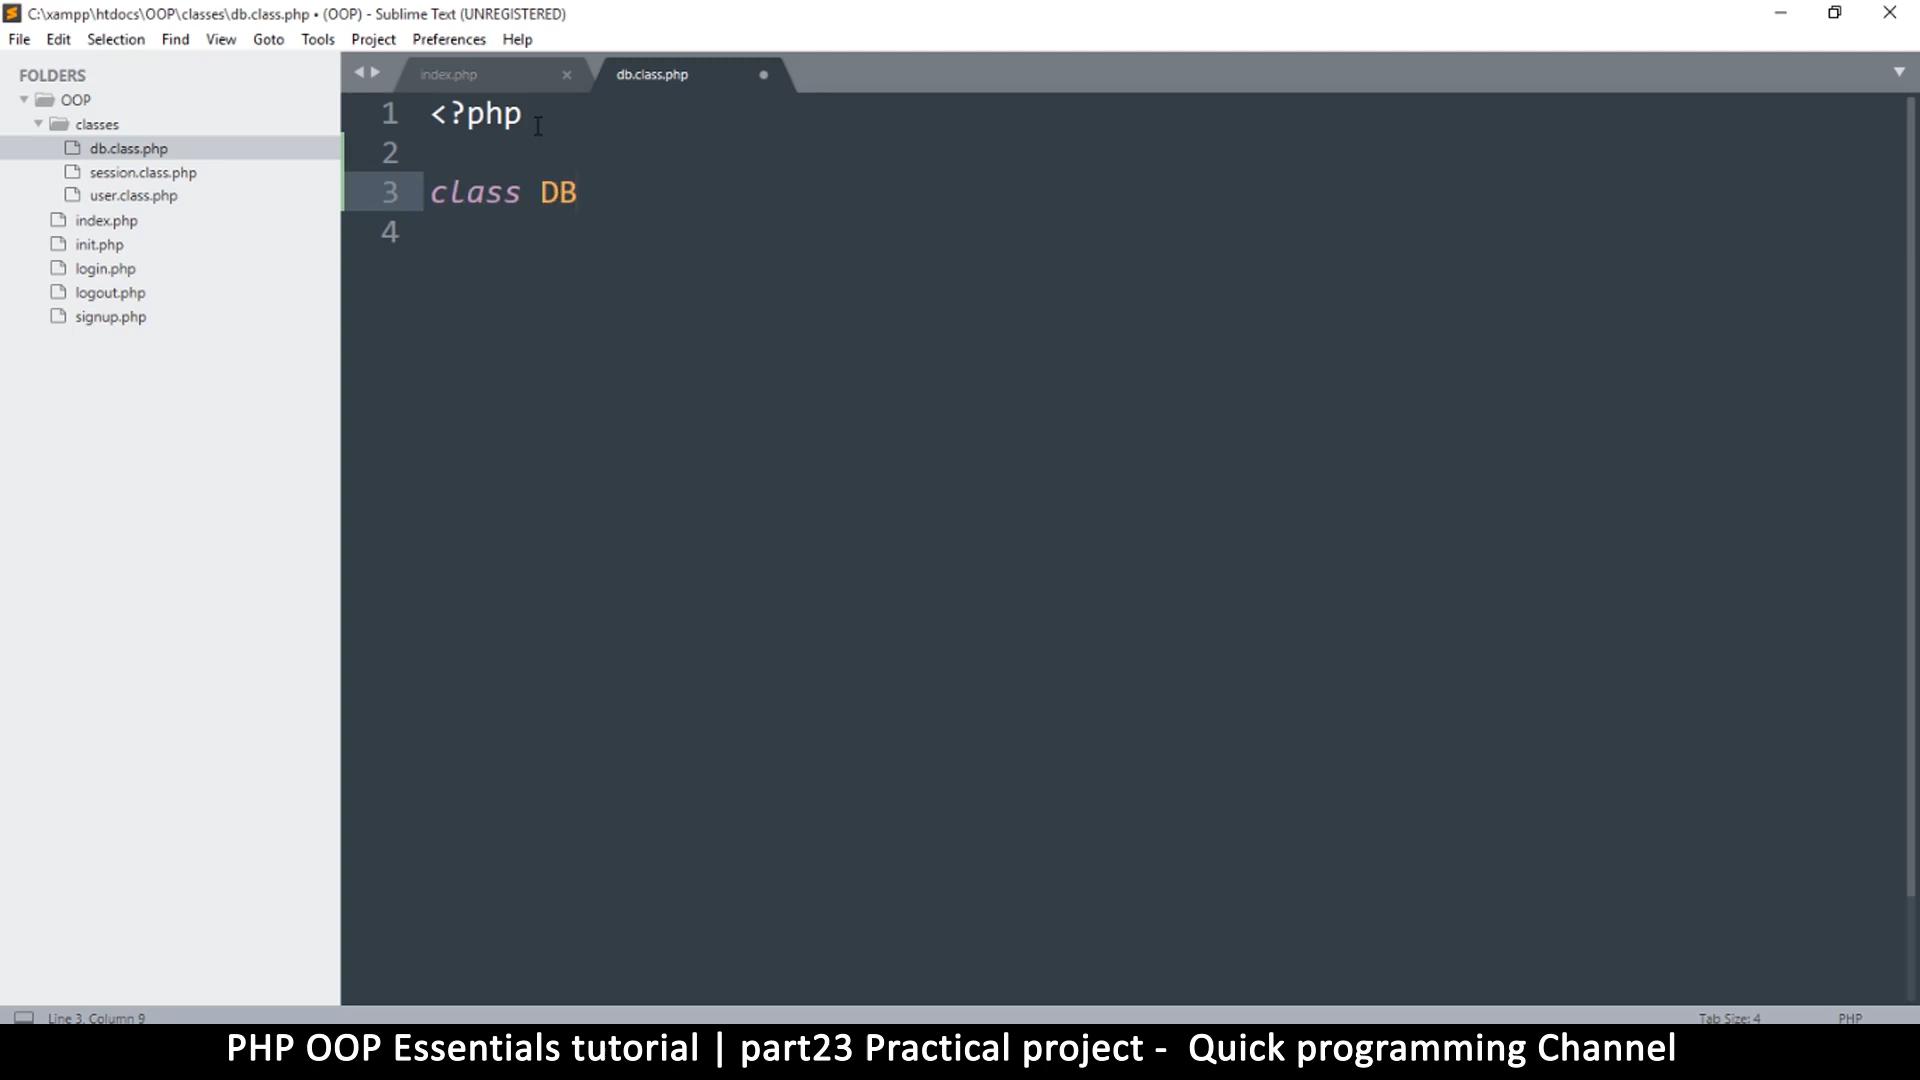 C:\xampp\htdocs\OOP\classes\db.class.php • (OOP) - Sublime Text (UNREGISTERED)
File Edit Selection Find View Goto Tools Project Preferences Help
FOLDERS
OOP
classes
db.class.php
session.class.php
user.class.php
index.php
init.php
login.php
logout.php
signup.php
index.php
db.class.php
1 <?php
2
3 class DB
4
Line 3, Column 9
Tab Size: 4
PHP
PHP OOP Essentials tutorial | part23 Practical project - Quick programming Channel